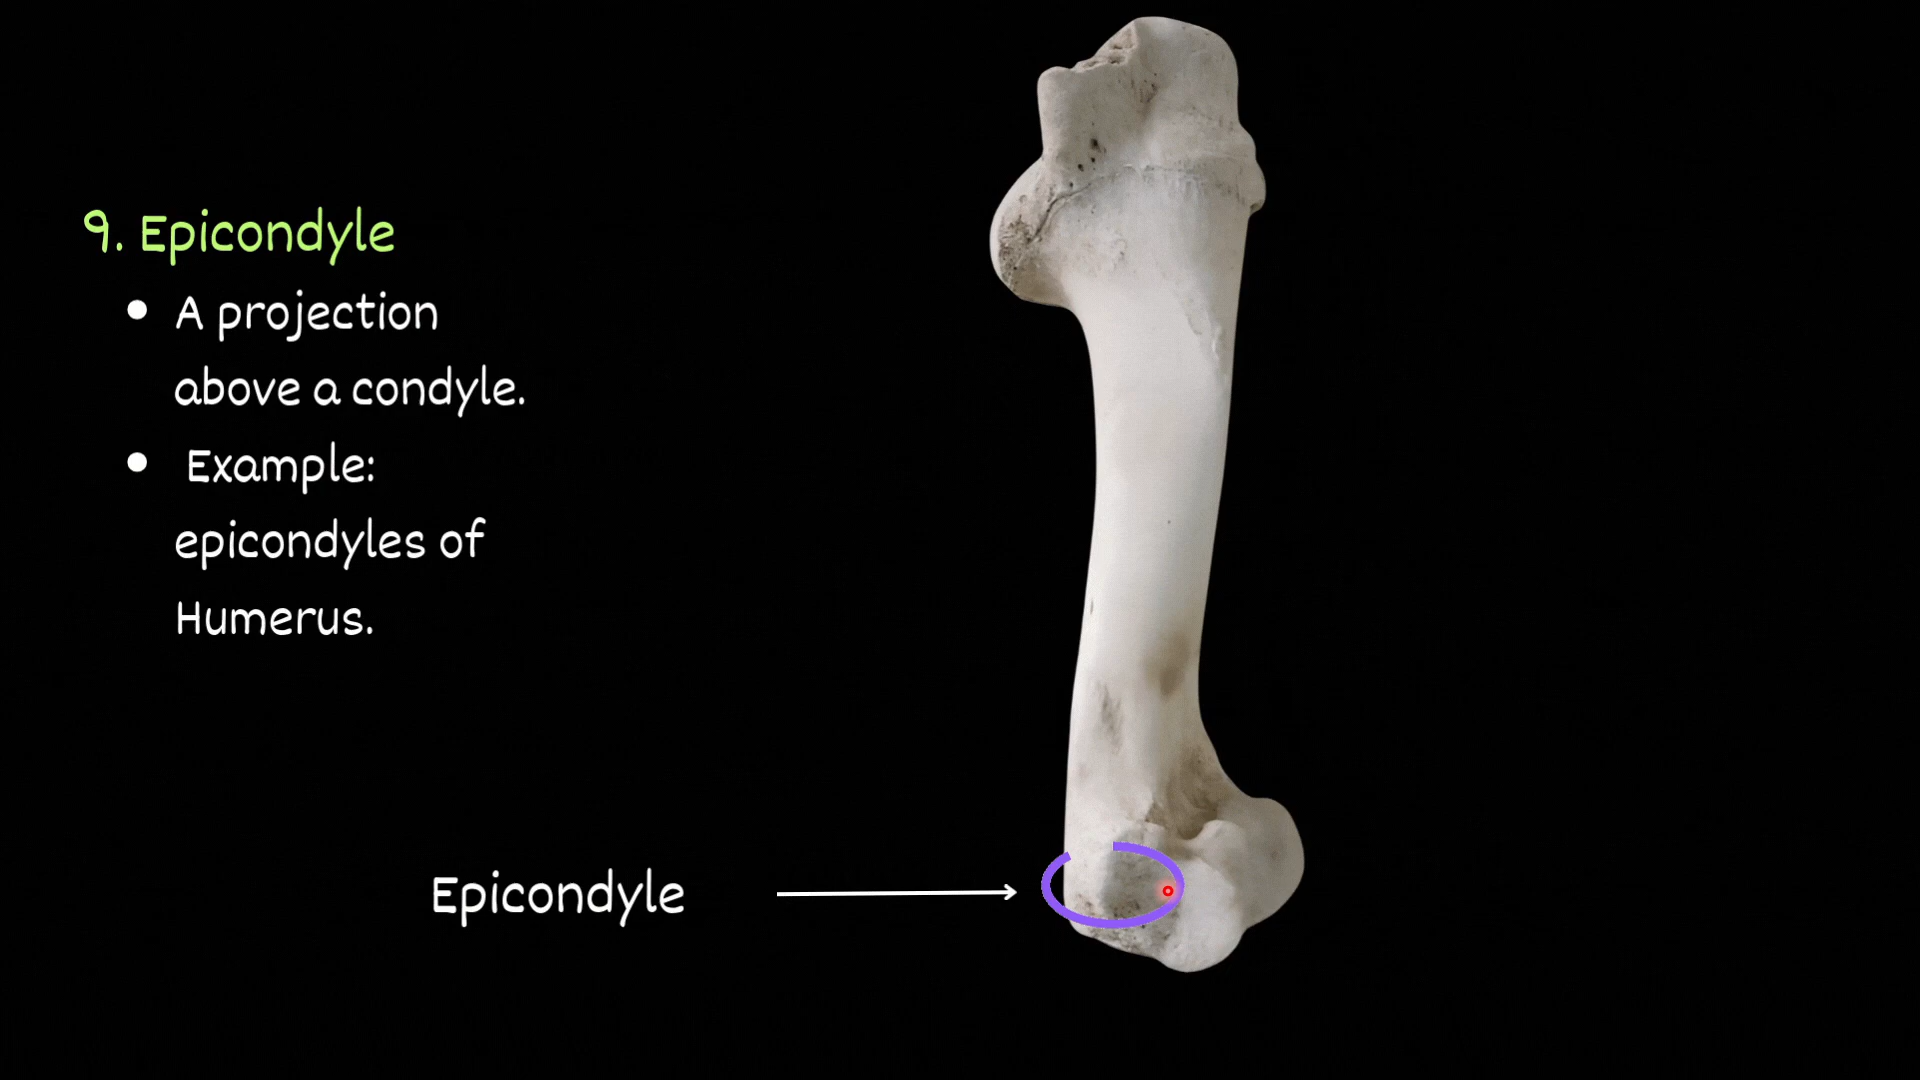 9. Epicondyle
• A projection
above a condyle.
• Example:
epicondyles of
Humerus.
Epicondyle